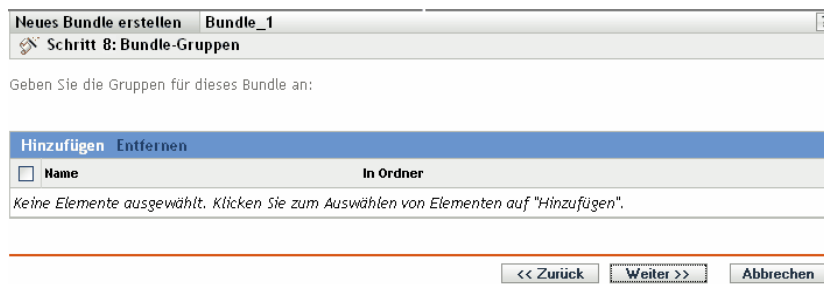 Neues Bundle erstellen Bundle_1
Schritt 8: Bundle-Gruppen
Geben Sie die Gruppen für dieses Bundle an:
Hinzufügen Entfernen
Name In Ordner
Keine Elemente ausgewählt. Klicken Sie zum Auswählen von Elementen auf "Hinzufügen".
<< Zurück Weiter >> Abbrechen